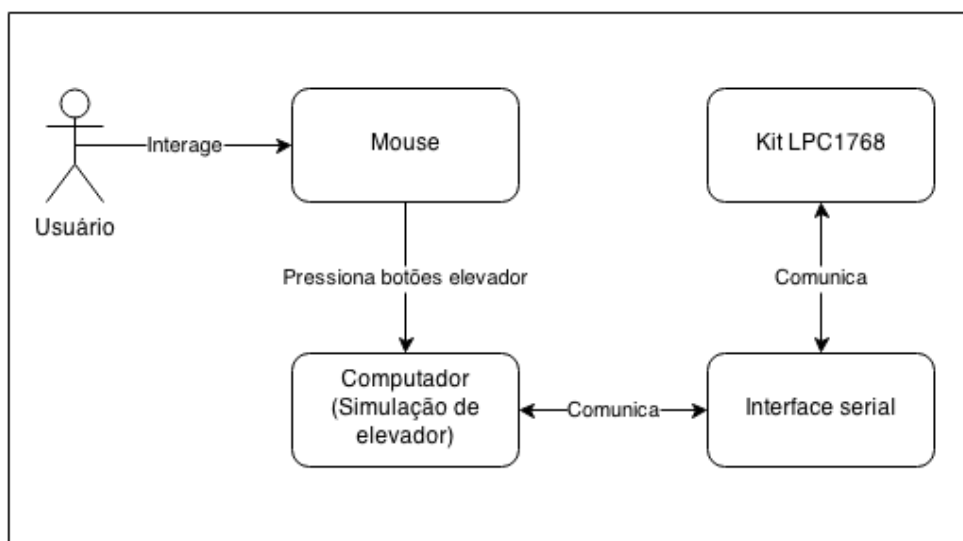 Interage
Mouse
Kit LPC1768
Usuário
Pressiona botões elevador
Comunica
Computador
(Simulação de
elevador)
Comunica
Interface serial